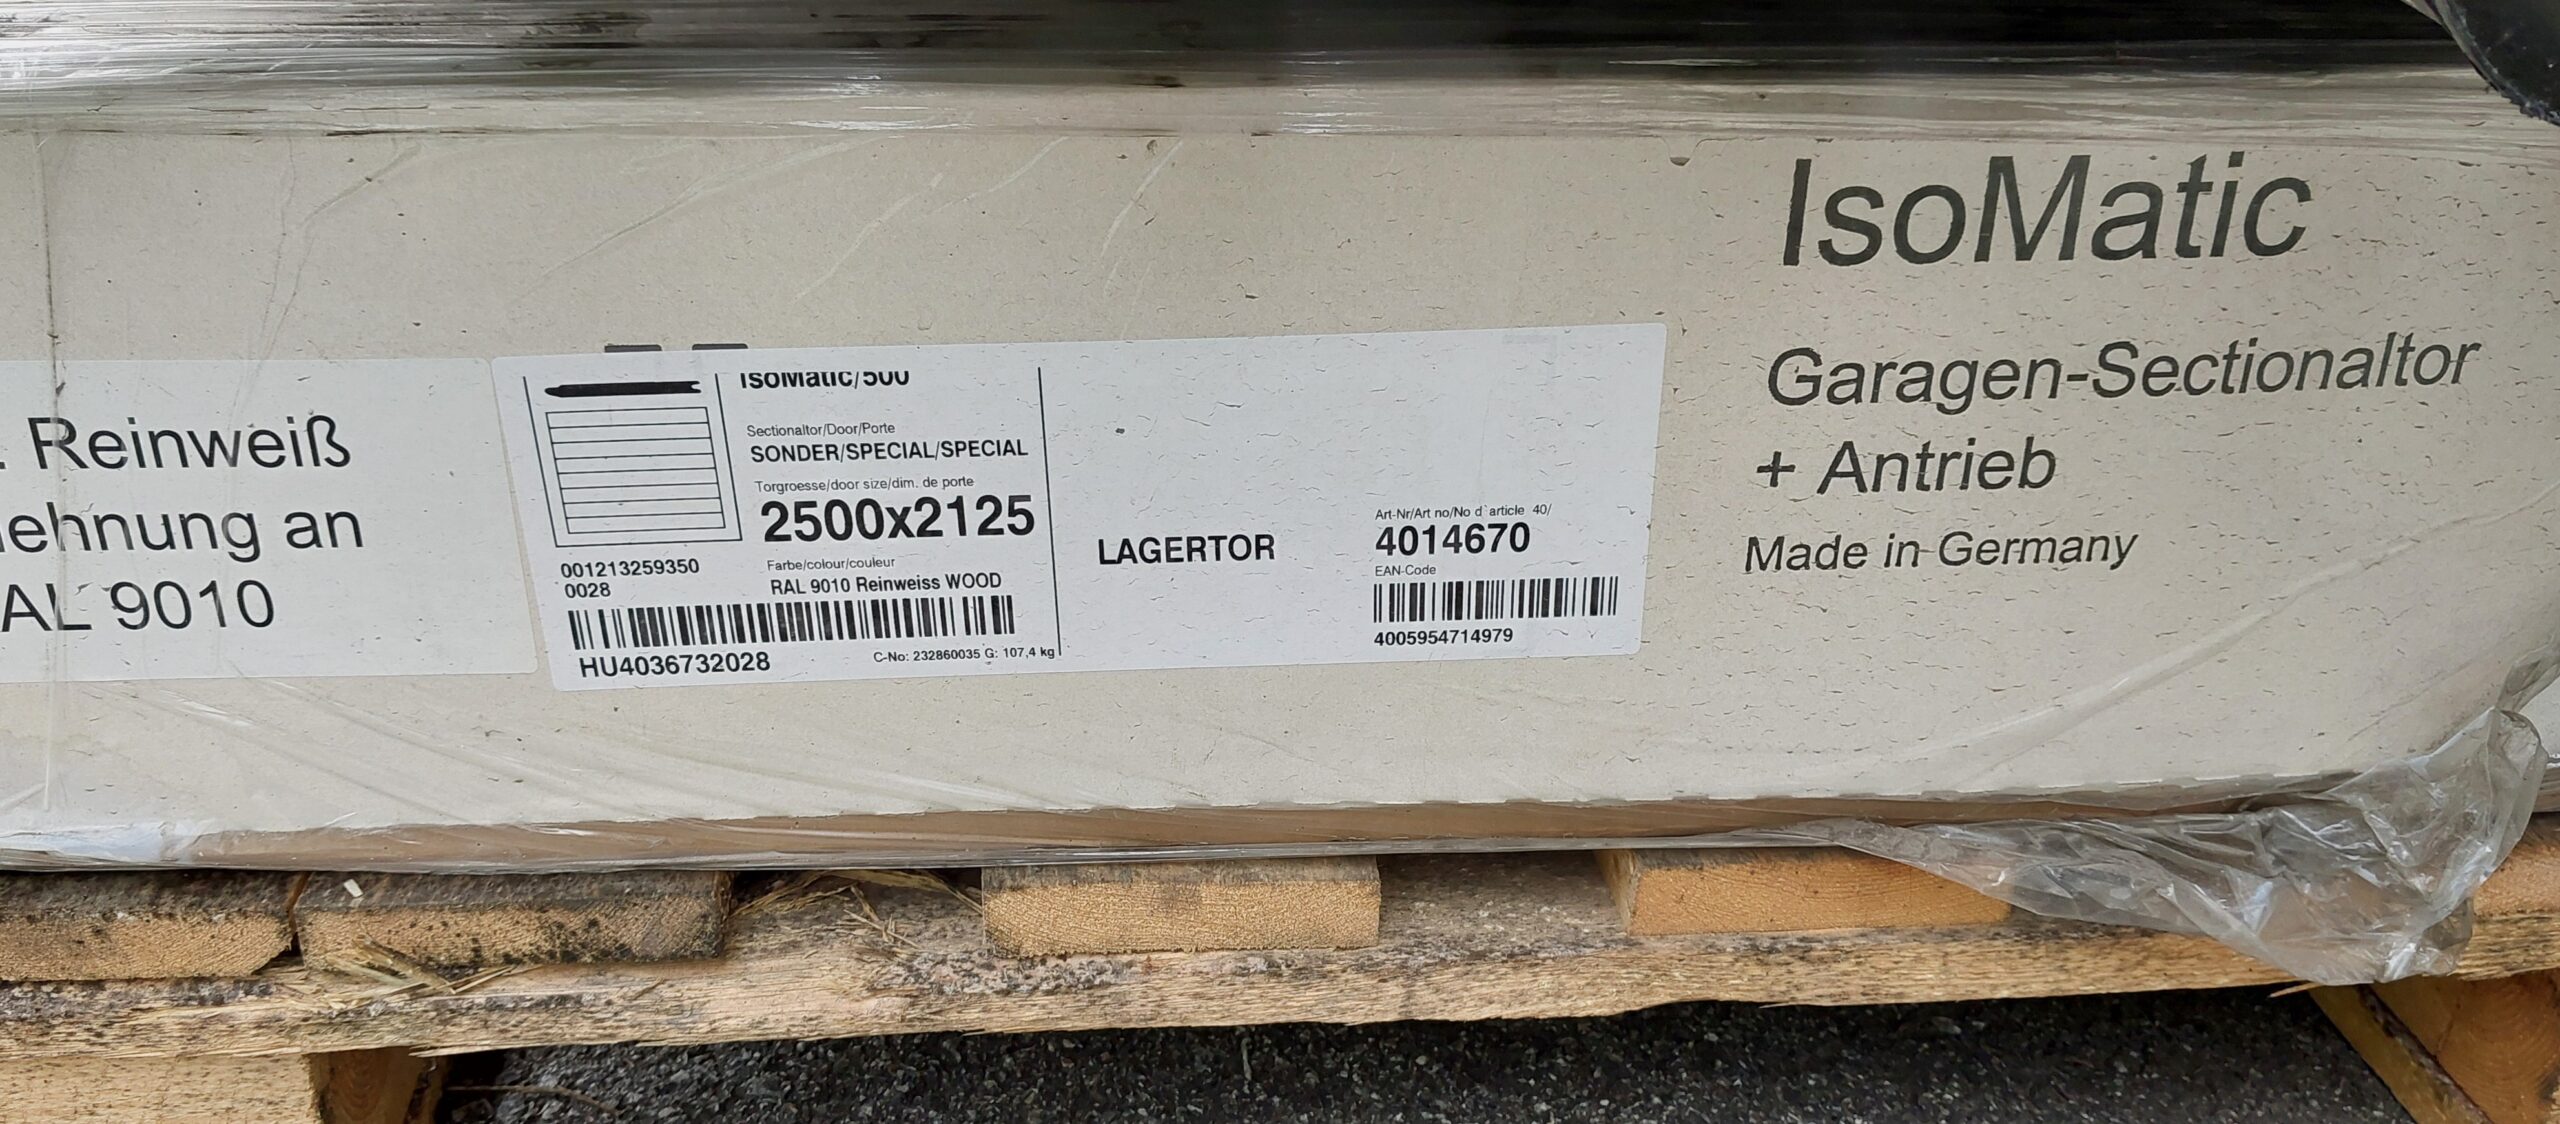 . Reinweiß
ehnung an
AL 9010
IsoMatic/500
Sectionaltor/Door/Porte
SONDER/SPECIAL/SPECIAL
Torgroesse/door size/dim. de porte
2500x2125
001213259350
0028
Farbe/colour/couleur
RAL 9010 Reinweiss WOOD
HU4036732028
C-No: 232860035 G: 107,4 kg
LAGERTOR
Art-Nr/Art no/No d`article 40/
4014670
EAN-Code
4005954714979
IsoMatic
Garagen-Sectionaltor
+ Antrieb
Made in Germany